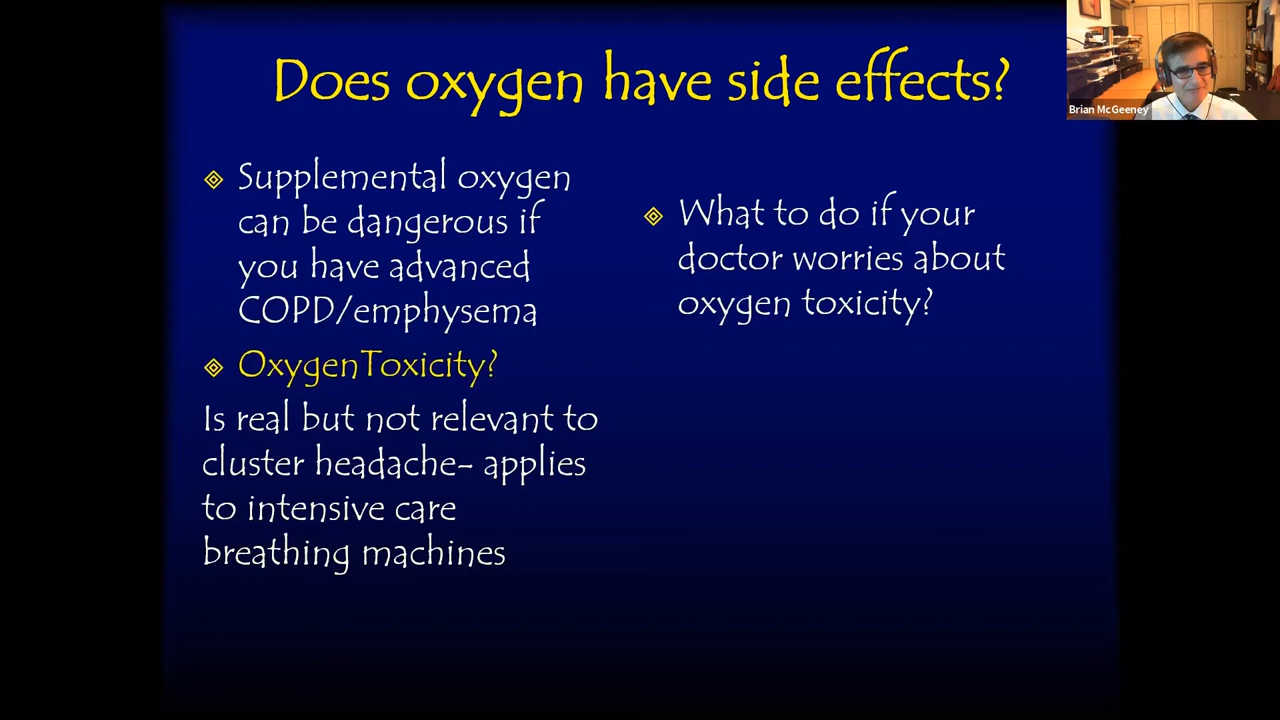 Does oxygen have side effects?
Brian McGeeney
Supplemental oxygen
can be dangerous if
you have advanced
COPD/emphysema
OxygenToxicity?
Is real but not relevant to
cluster headache- applies
to intensive care
breathing machines
What to do if your
doctor worries about
oxygen toxicity?